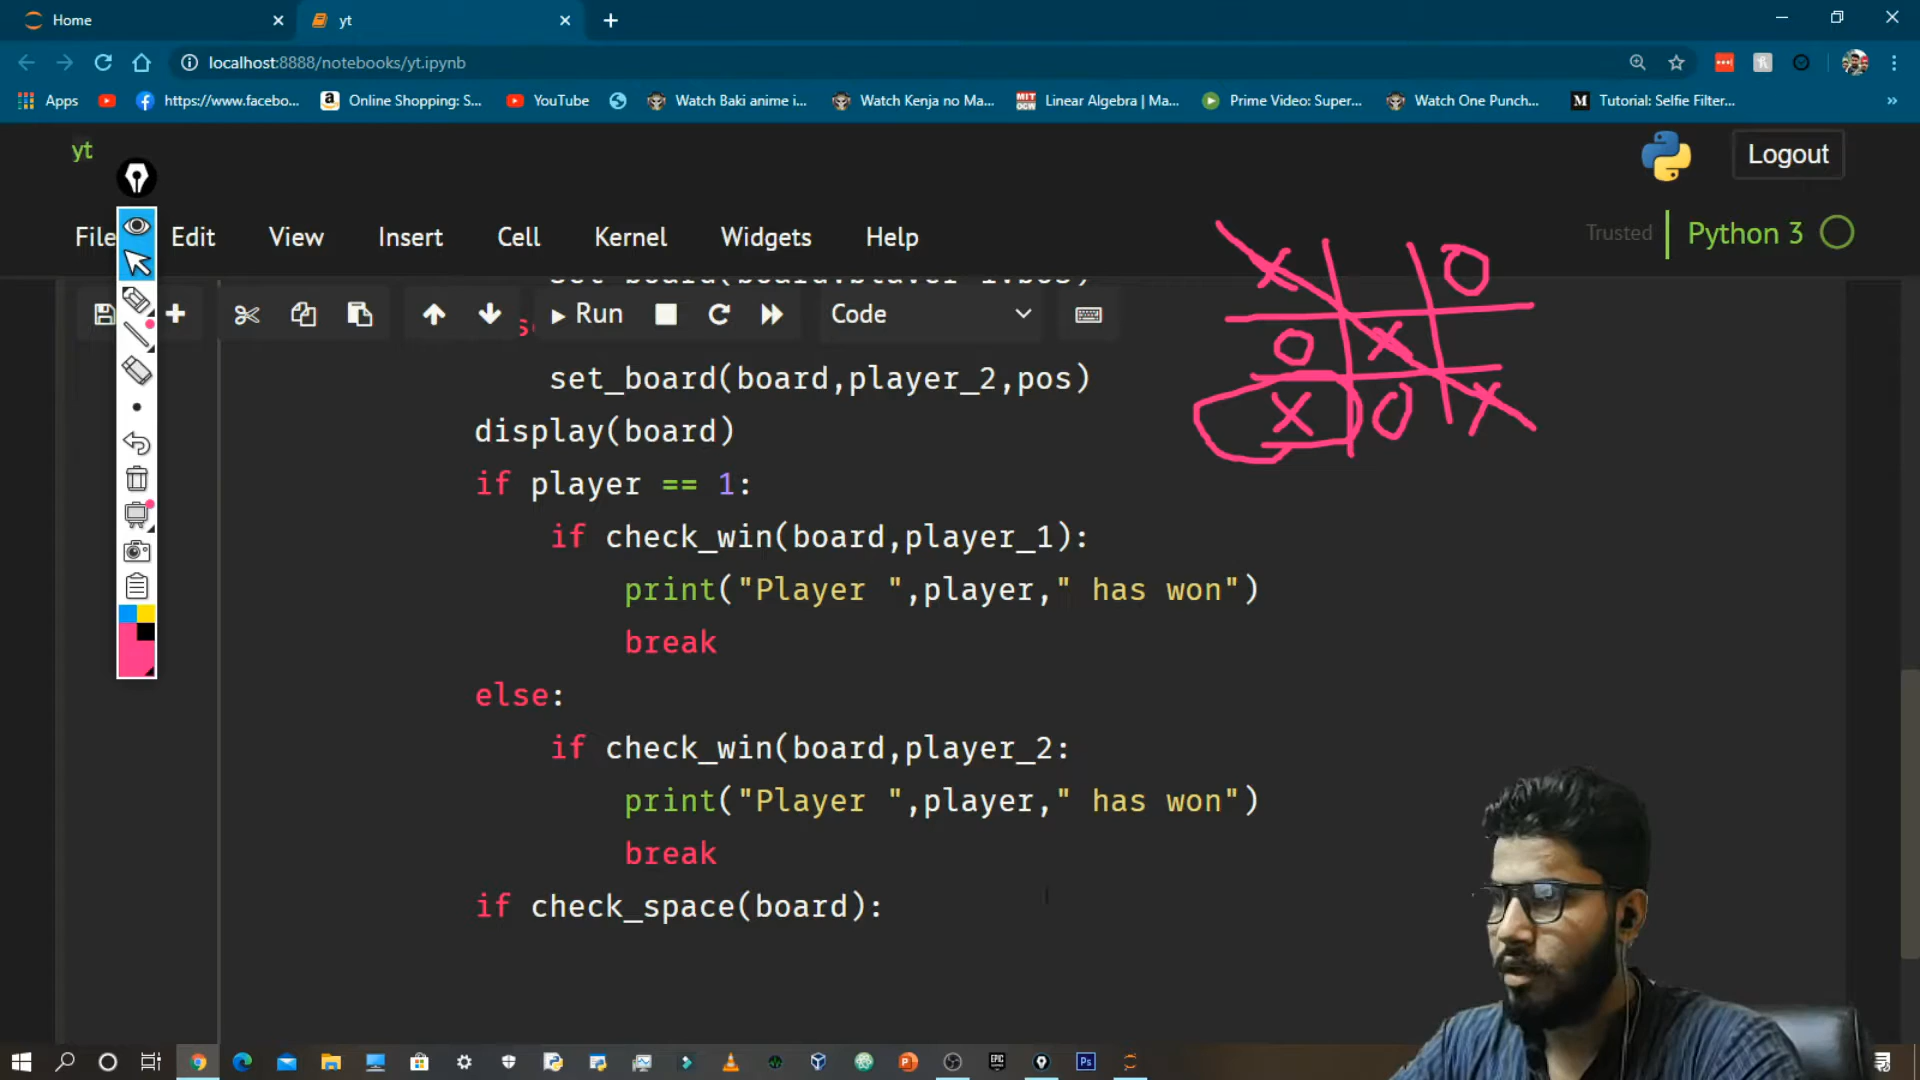 Home
yt
localhost:8888/notebooks/yt.ipynb
Apps
https://www.facebo...
Online Shopping: S...
YouTube
Watch Baki anime i...
Watch Kenja no Ma...
MIT OCW Linear Algebra | Ma...
Prime Video: Super...
Watch One Punch...
M Tutorial: Selfie Filter...
»
yt
Logout
File Edit View Insert Cell Kernel Widgets Help
Trusted
Python 3
Run
Code
X O
O X
X O X
set_board(board,player_2,pos)
display(board)
if player == 1:
if check_win(board,player_1):
print("Player ",player," has won")
break
else:
if check_win(board,player_2:
print("Player ",player," has won")
break
if check_space(board):
EPIC
Ps